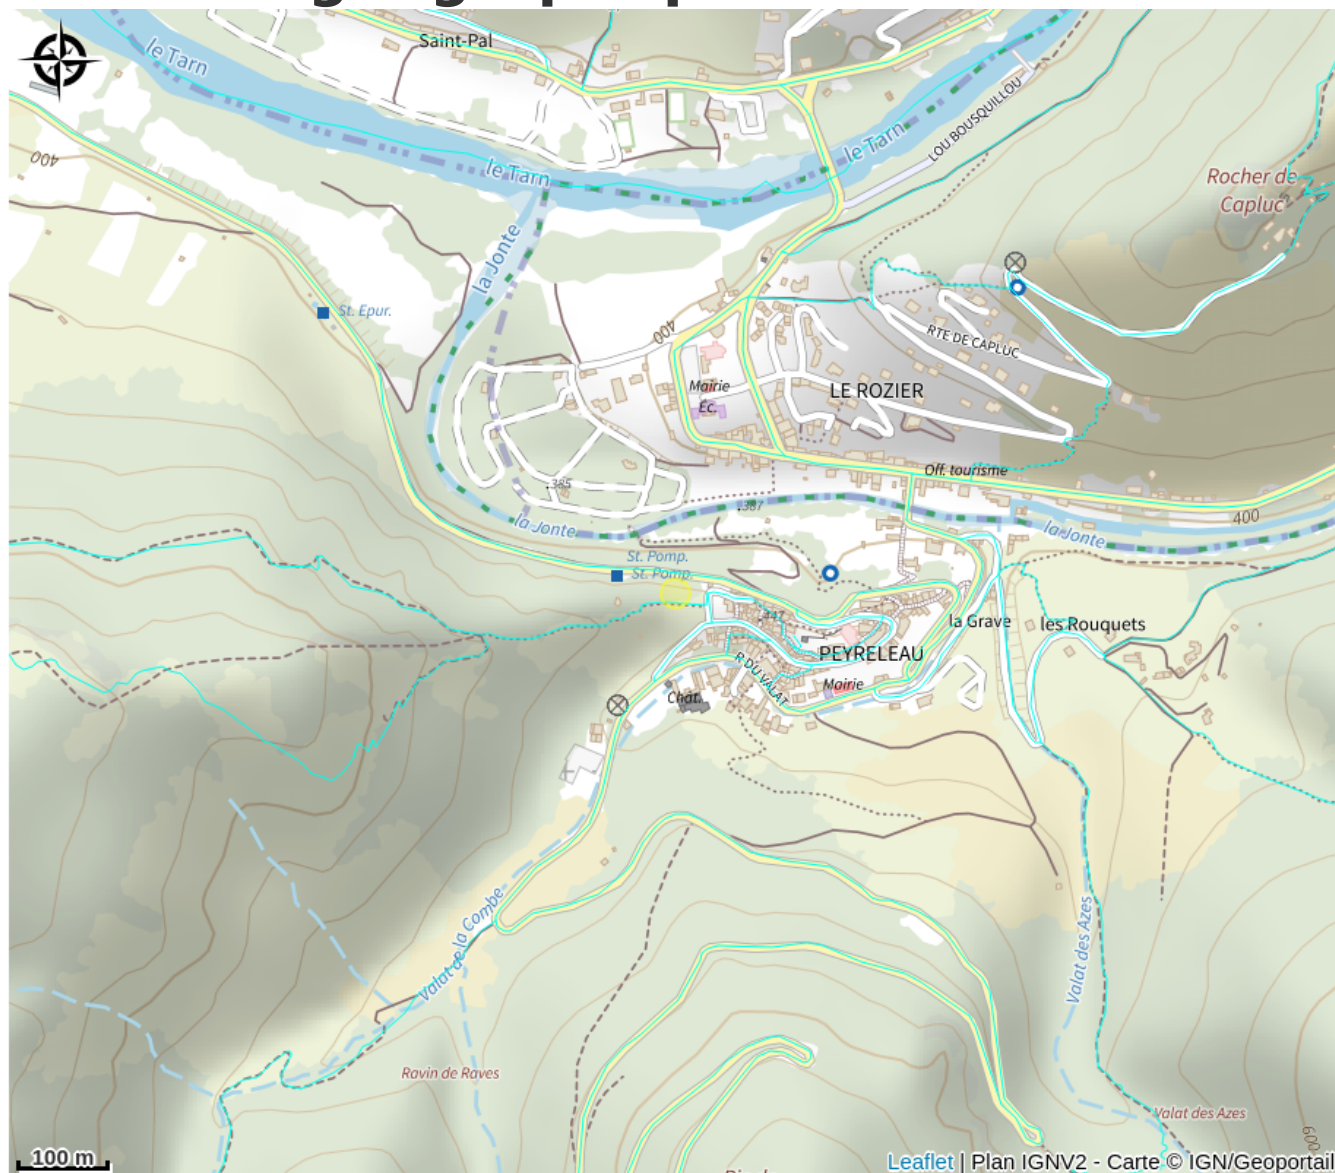 le Tarn
Saint-Pal
LOU BOUSQUILLOU
le Tarn
400
le Tarn
Rocher de
Capluc
la Jonte
St. Epur.
400
RTE DE CAPLUC
Mairie
Éc.
LE ROZIER
Off. tourisme
385
387
400
la Jonte
la Jonte
St. Pomp.
St. Pomp.
447
la Grave
les Rouquets
PEYRELEAU
R DU VALAT
Mairie
Chât.
Valat de la Combe
Valat des Azes
Ravin de Raves
Valat des Azes
600
100 m
Leaflet | Plan IGNV2 - Carte © IGN/Geoportail